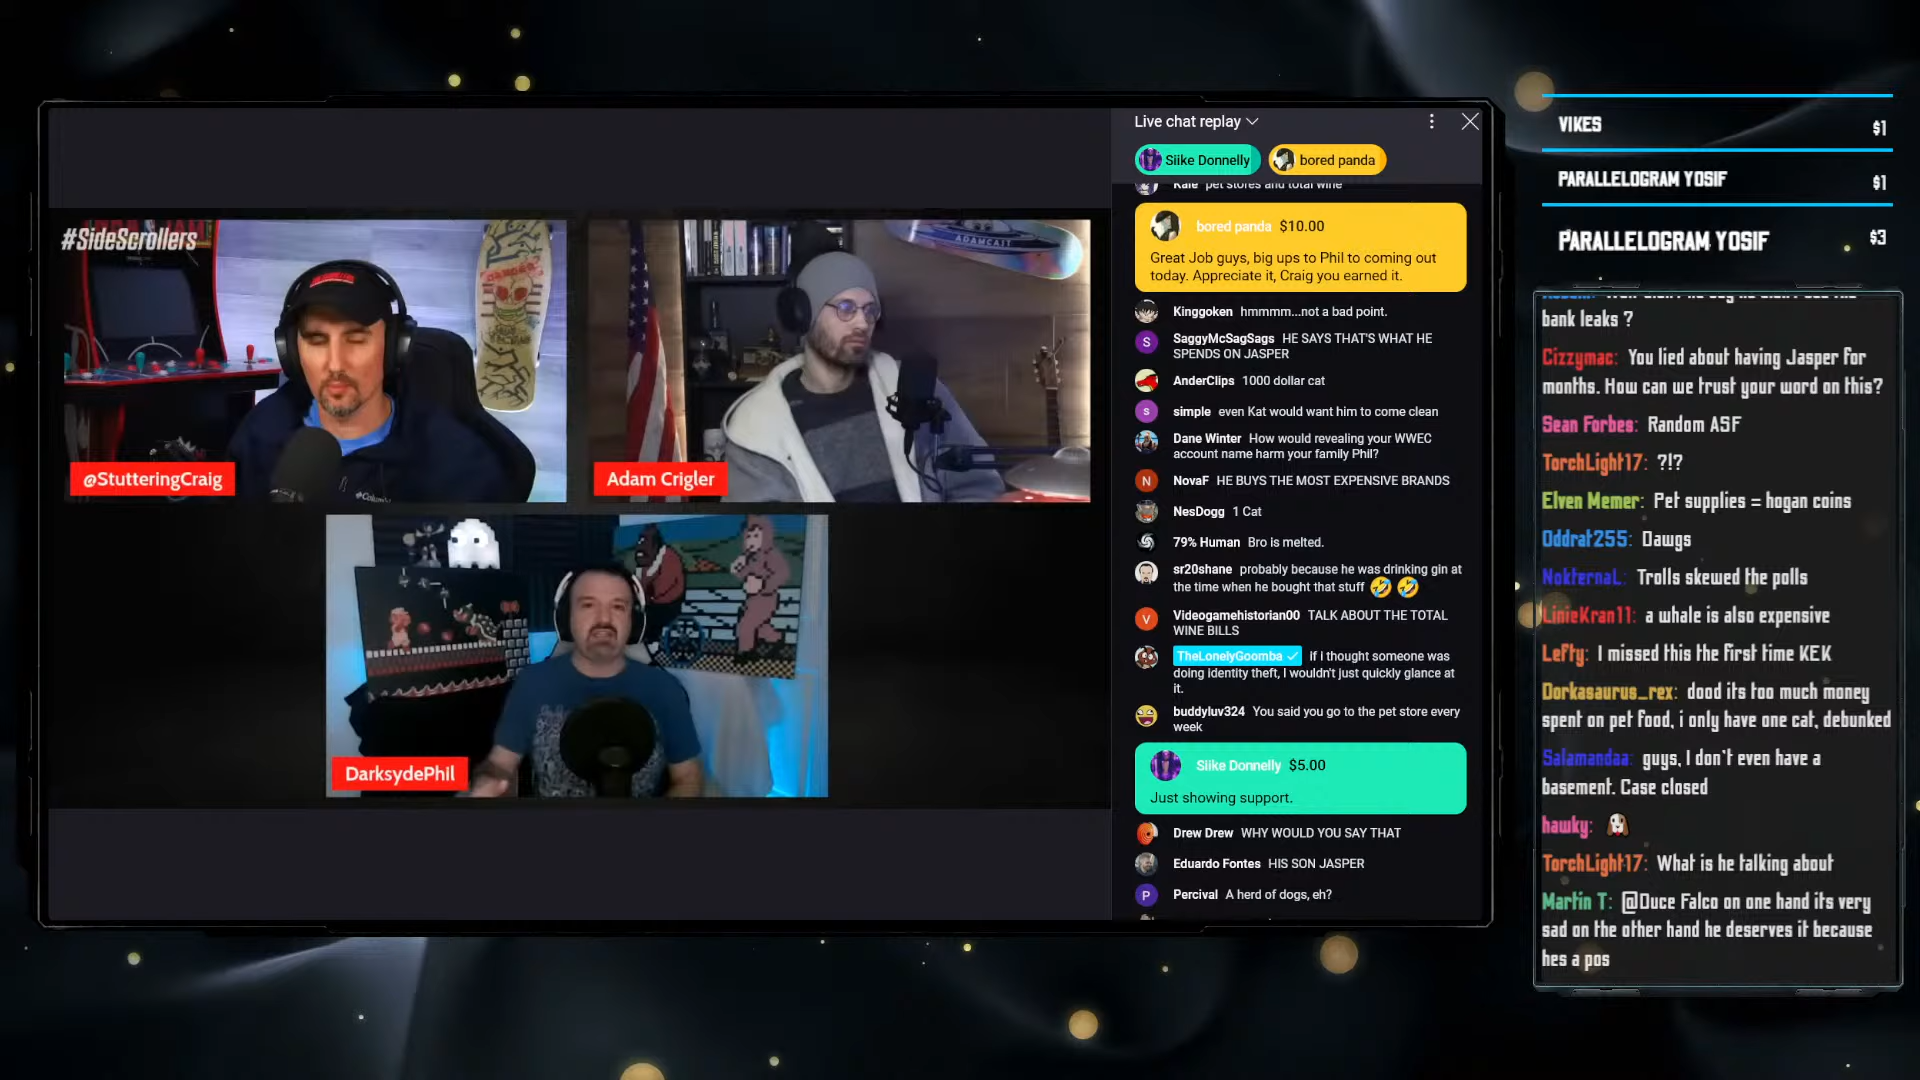 #SideScrollers
@StutteringCraig
ADAMCAST
Adam Crigler
DarksydePhil
Live chat replay
Siike Donnelly
bored panda
Kale pet stores and total wine
bored panda $10.00
Great Job guys, big ups to Phil to coming out
today. Appreciate it, Craig you earned it.
Kinggoken hmmmm...not a bad point.
S
SaggyMcSagSags HE SAYS THAT'S WHAT HE
SPENDS ON JASPER
AnderClips 1000 dollar cat
s
simple even Kat would want him to come clean
Dane Winter How would revealing your WWEC
account name harm your family Phil?
N
NovaF HE BUYS THE MOST EXPENSIVE BRANDS
NesDogg 1 Cat
79% Human Bro is melted.
sr20shane probably because he was drinking gin at
the time when he bought that stuff 🤣 🤣
V
Videogamehistorian00 TALK ABOUT THE TOTAL
WINE BILLS
TheLonelyGoomba If i thought someone was
doing identity theft, I wouldn't just quickly glance at
it.
buddyluv324 You said you go to the pet store every
week
Siike Donnelly $5.00
Just showing support.
Drew Drew WHY WOULD YOU SAY THAT
Eduardo Fontes HIS SON JASPER
P
Percival A herd of dogs, eh?
VIKES $1
PARALLELOGRAM YOSIF $1
PARALLELOGRAM YOSIF $3
bank leaks ?
Cizzymac: You lied about having Jasper for
months. How can we trust your word on this?
Sean Forbes: Random ASF
TorchLight17: ?!?
Elven Memer: Pet supplies = hogan coins
Oddrat255: Dawgs
NokternaL: Trolls skewed the polls
LinieKran11: a whale is also expensive
Lefty: I missed this the first time KEK
Dorkasaurus_rex: dood its too much money
spent on pet food, i only have one cat, debunked
Salamandaa: guys, I don't even have a
basement. Case closed
hawky:
TorchLight17: What is he talking about
Martin T: @Duce Falco on one hand its very
sad on the other hand he deserves it because
hes a pos